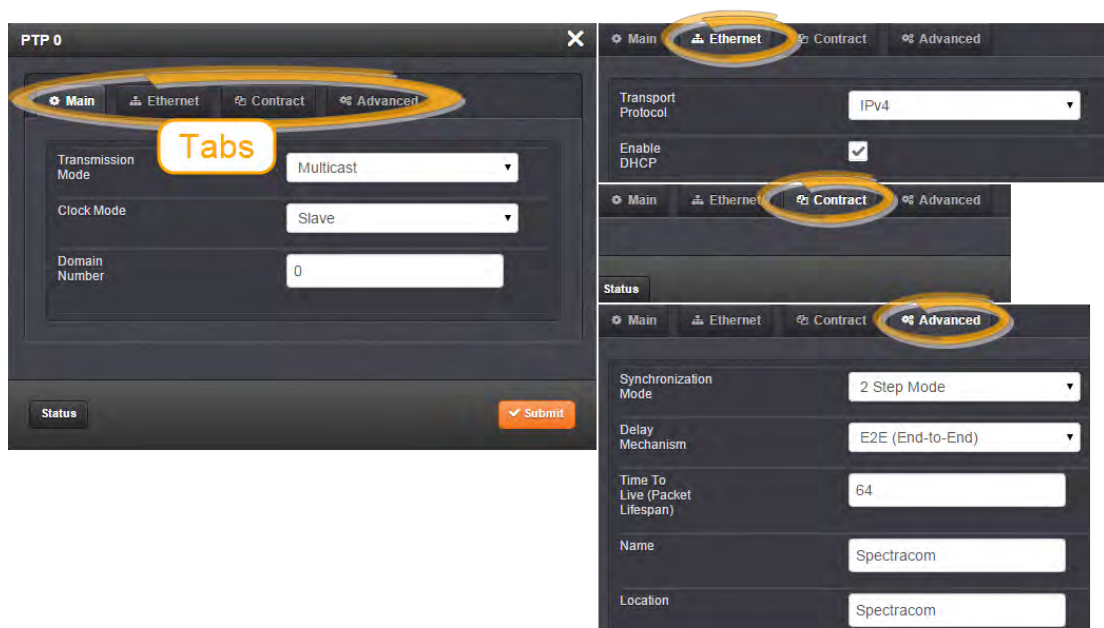 PTP 0
Main Ethernet Contract Advanced
Tabs
Transmission
Mode
Multicast
Clock Mode
Slave
Domain
Number
0
Status
Submit
Main Ethernet Contract Advanced
Transport
Protocol
IPv4
Enable
DHCP
Main Ethernet Contract Advanced
Status
Main Ethernet Contract Advanced
Synchronization
Mode
2 Step Mode
Delay
Mechanism
E2E (End-to-End)
Time To
Live (Packet
Lifespan)
64
Name
Spectracom
Location
Spectracom